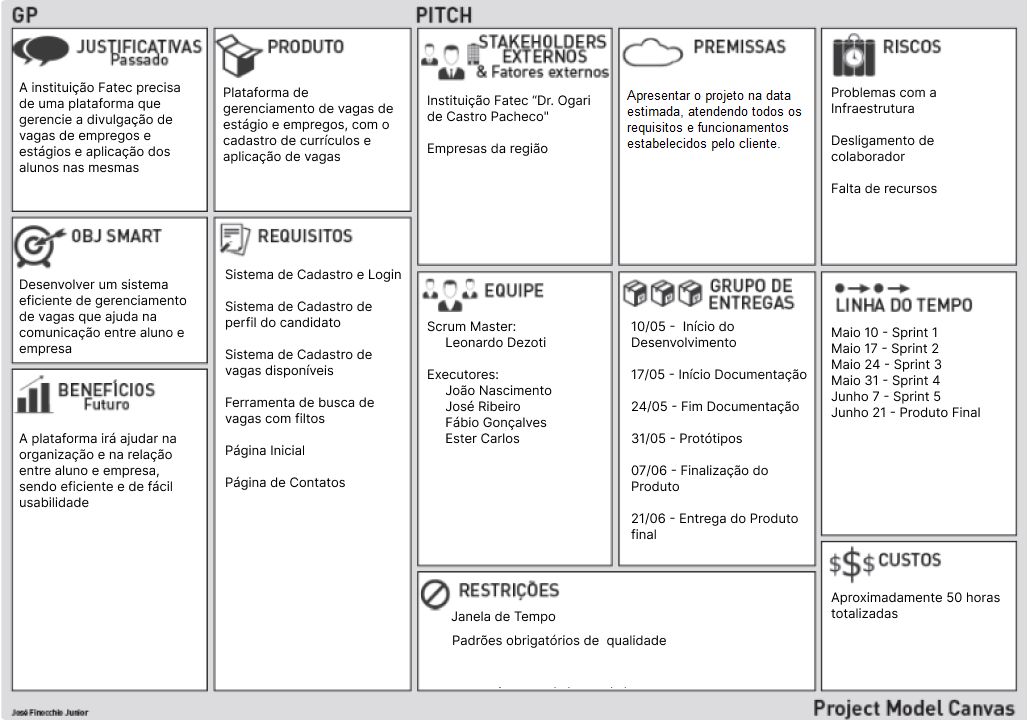 GP
PITCH
JUSTIFICATIVAS
Passado
A instituição Fatec precisa
de uma plataforma que
gerencie a divulgação de
vagas de empregos e
estágios e aplicação dos
alunos nas mesmas
PRODUTO
Plataforma de
gerenciamento de vagas de
estágio e empregos, com o
cadastro de currículos e
aplicação de vagas
STAKEHOLDERS
EXTERNOS
& Fatores externos
Instituição Fatec “Dr. Ogari
de Castro Pacheco"
Empresas da região
PREMISSAS
Apresentar o projeto na data
estimada, atendendo todos os
requisitos e funcionamentos
estabelecidos pelo cliente.
RISCOS
Problemas com a
Infraestrutura
Desligamento de
colaborador
Falta de recursos
OBJ SMART
Desenvolver um sistema
eficiente de gerenciamento
de vagas que ajuda na
comunicação entre aluno e
empresa
REQUISITOS
Sistema de Cadastro e Login
Sistema de Cadastro de
perfil do candidato
Sistema de Cadastro de
vagas disponíveis
Ferramenta de busca de
vagas com filtos
Página Inicial
Página de Contatos
EQUIPE
Scrum Master:
Leonardo Dezoti
Executores:
João Nascimento
José Ribeiro
Fábio Gonçalves
Ester Carlos
GRUPO DE
ENTREGAS
10/05 - Início do
Desenvolvimento
17/05 - Início Documentação
24/05 - Fim Documentação
31/05 - Protótipos
07/06 - Finalização do
Produto
21/06 - Entrega do Produto
final
LINHA DO TEMPO
Maio 10 - Sprint 1
Maio 17 - Sprint 2
Maio 24 - Sprint 3
Maio 31 - Sprint 4
Junho 7 - Sprint 5
Junho 21 - Produto Final
BENEFÍCIOS
Futuro
A plataforma irá ajudar na
organização e na relação
entre aluno e empresa,
sendo eficiente e de fácil
usabilidade
RESTRIÇÕES
Janela de Tempo
Padrões obrigatórios de qualidade
$$$ CUSTOS
Aproximadamente 50 horas
totalizadas
José Finocchio Junior
Project Model Canvas